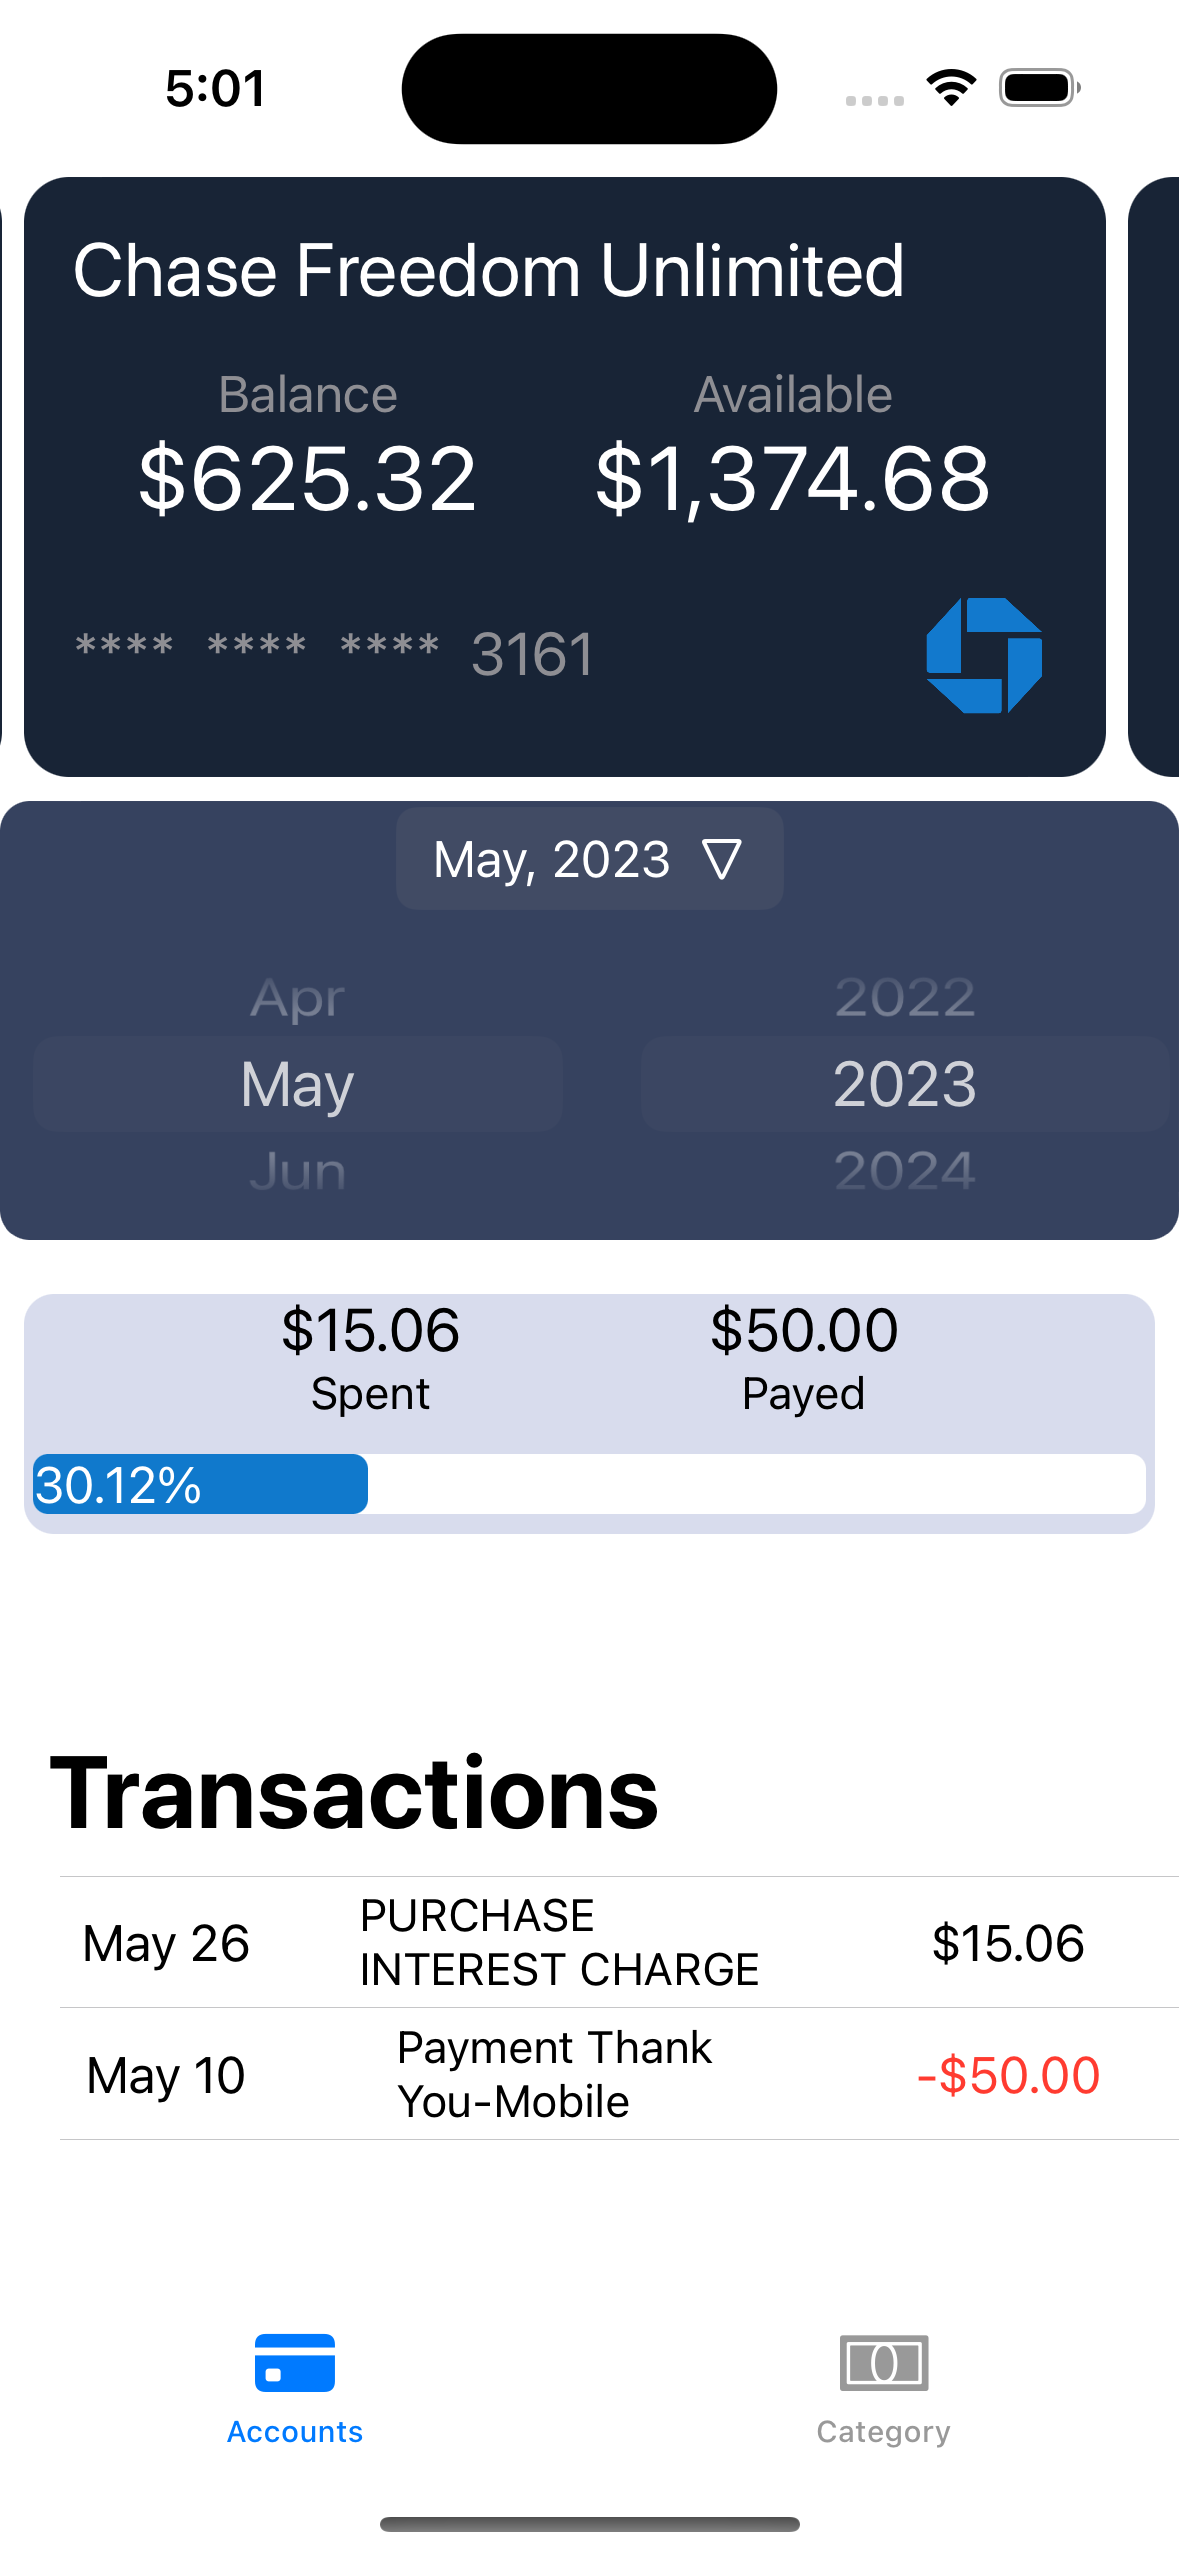 5:01
Chase Freedom Unlimited
Balance Available
$625.32 $1,374.68
**** **** **** 3161
May, 2023
Apr 2022
May 2023
Jun 2024
$15.06 $50.00
Spent Payed
30.12%
Transactions
May 26 PURCHASE INTEREST CHARGE $15.06
May 10 Payment Thank You-Mobile -$50.00
Accounts Category